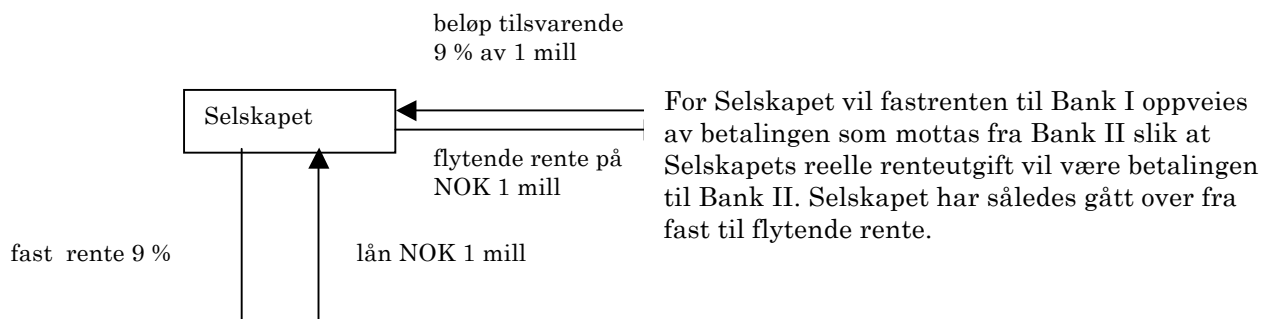 beløp tilsvarende
9 % av 1 mill
Selskapet
flytende rente på
NOK 1 mill
fast rente 9 %
lån NOK 1 mill
For Selskapet vil fastrenten til Bank I oppveies
av betalingen som mottas fra Bank II slik at
Selskapets reelle renteutgift vil være betalingen
til Bank II. Selskapet har således gått over fra
fast til flytende rente.